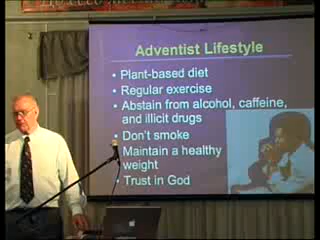 Adventist Lifestyle
• Plant-based diet
• Regular exercise
• Abstain from alcohol, caffeine,
and illicit drugs
• Don't smoke
• Maintain a healthy
weight
• Trust in God